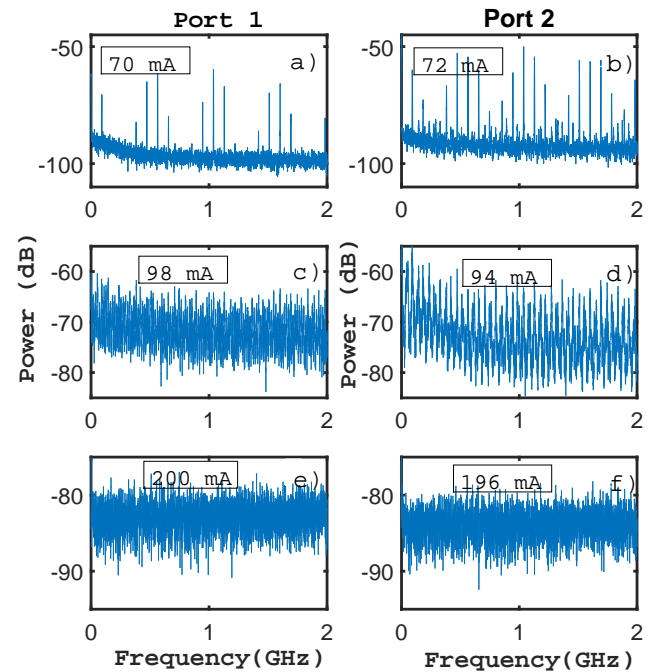 Port 1 Port 2
-50 -50
70 mA a) 72 mA b)
-100 -100
0 1 2 0 1 2
Power (dB) Power (dB)
-60 -60
98 mA c) 94 mA d)
-70 -70
-80 -80
0 1 2 0 1 2
200 mA e) 196 mA f)
-80 -80
-90 -90
0 1 2 0 1 2
Frequency(GHz) Frequency(GHz)